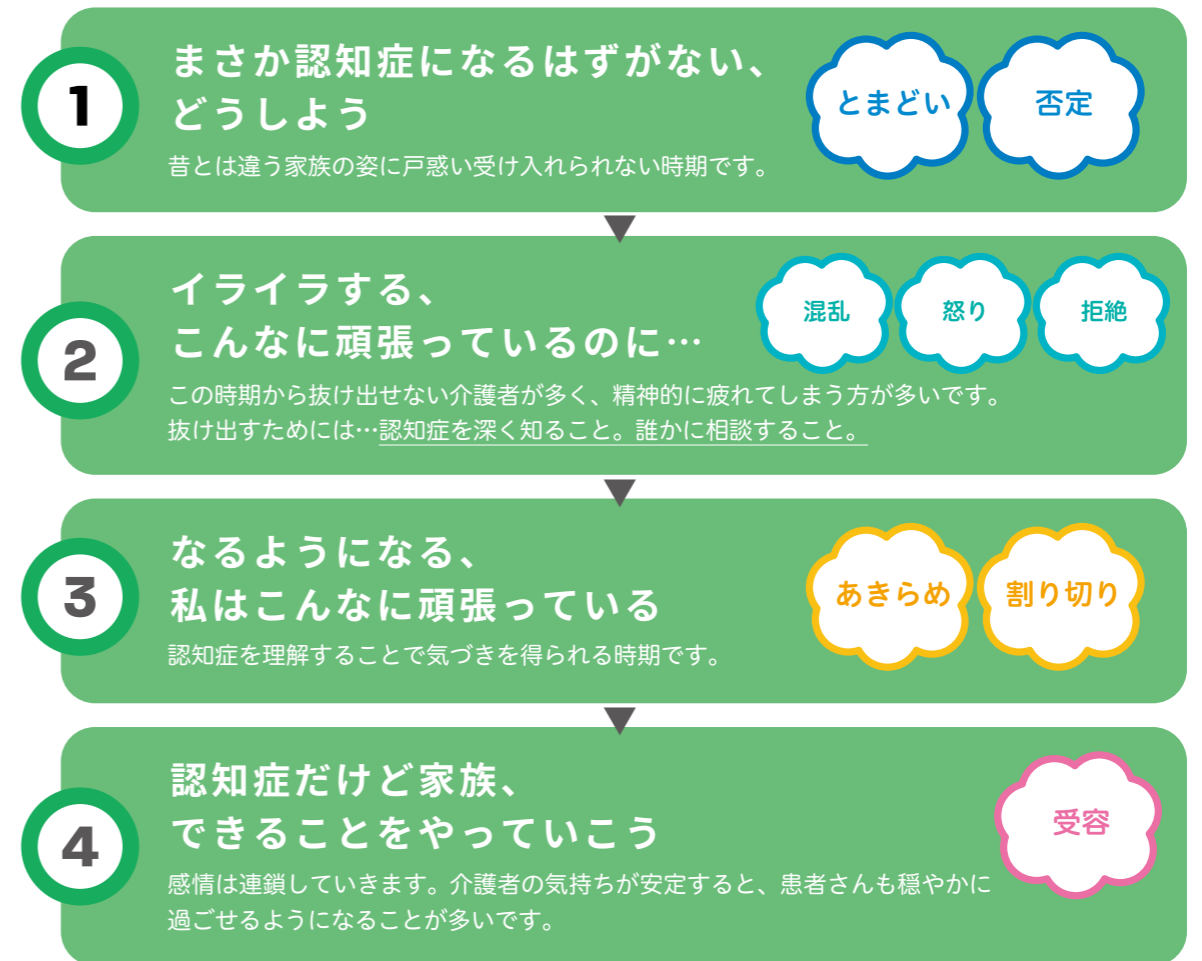 1
まさか認知症になるはずがない、
どうしよう
昔とは違う家族の姿に戸惑い受け入れられない時期です。
とまどい
否定
2
イライラする、
こんなに頑張っているのに…
この時期から抜け出せない介護者が多く、精神的に疲れてしまう方が多いです。
抜け出すためには…認知症を深く知ること。誰かに相談すること。
混乱
怒り
拒絶
3
なるようになる、
私はこんなに頑張っている
認知症を理解することで気づきを得られる時期です。
あきらめ
割り切り
4
認知症だけど家族、
できることをやっていこう
感情は連鎖していきます。介護者の気持ちが安定すると、患者さんも穏やかに
過ごせるようになることが多いです。
受容